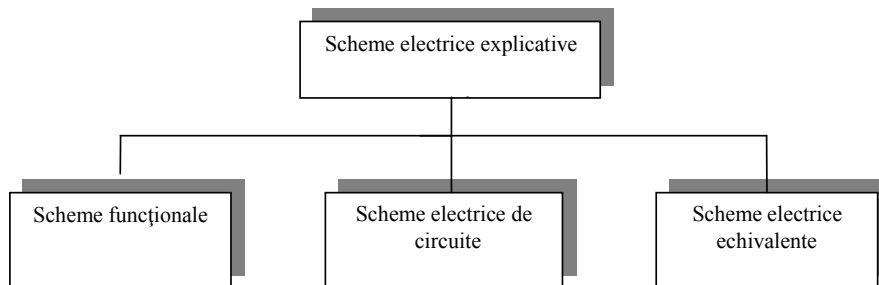 Scheme electrice explicative
Scheme funcţionale
Scheme electrice de
circuite
Scheme electrice
echivalente